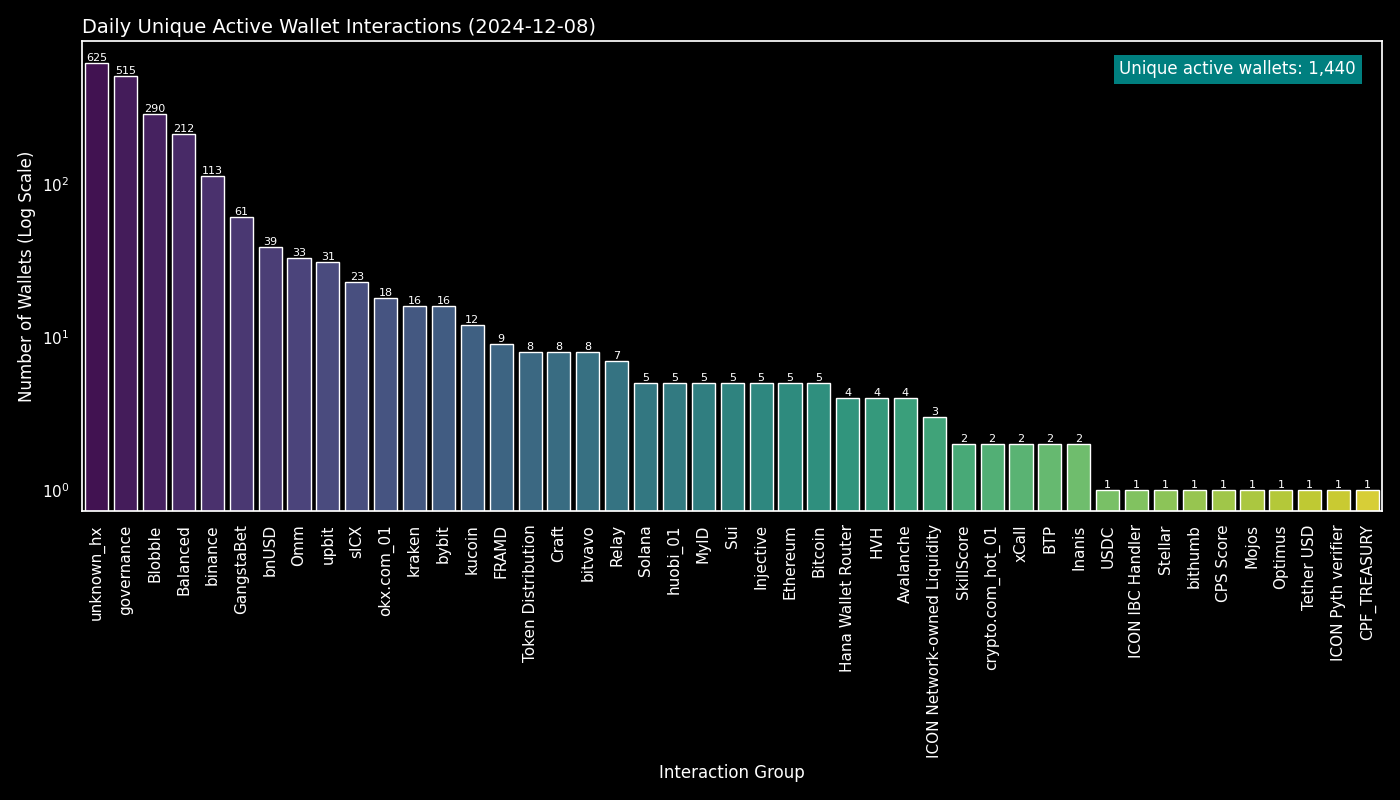 Daily Unique Active Wallet Interactions (2024-12-08)
Unique active wallets: 1,440
Number of Wallets (Log Scale)
10²
10¹
10⁰
625
515
290
212
113
61
39
33
31
23
18
16
16
12
9
8
8
8
7
5
5
5
5
5
5
5
4
4
4
3
2
2
2
2
2
1
1
1
1
1
1
1
1
1
1
unknown_hx
governance
Blobble
Balanced
binance
GangstaBet
bnUSD
Omm
upbit
sICX
okx.com_01
kraken
bybit
kucoin
FRAMD
Token Distribution
Craft
bitvavo
Relay
Solana
huobi_01
MyID
Sui
Injective
Ethereum
Bitcoin
Hana Wallet Router
HVH
Avalanche
ICON Network-owned Liquidity
SkillScore
crypto.com_hot_01
xCall
BTP
Inanis
USDC
ICON IBC Handler
Stellar
bithumb
CPS Score
Mojos
Optimus
Tether USD
ICON Pyth verifier
CPF_TREASURY
Interaction Group